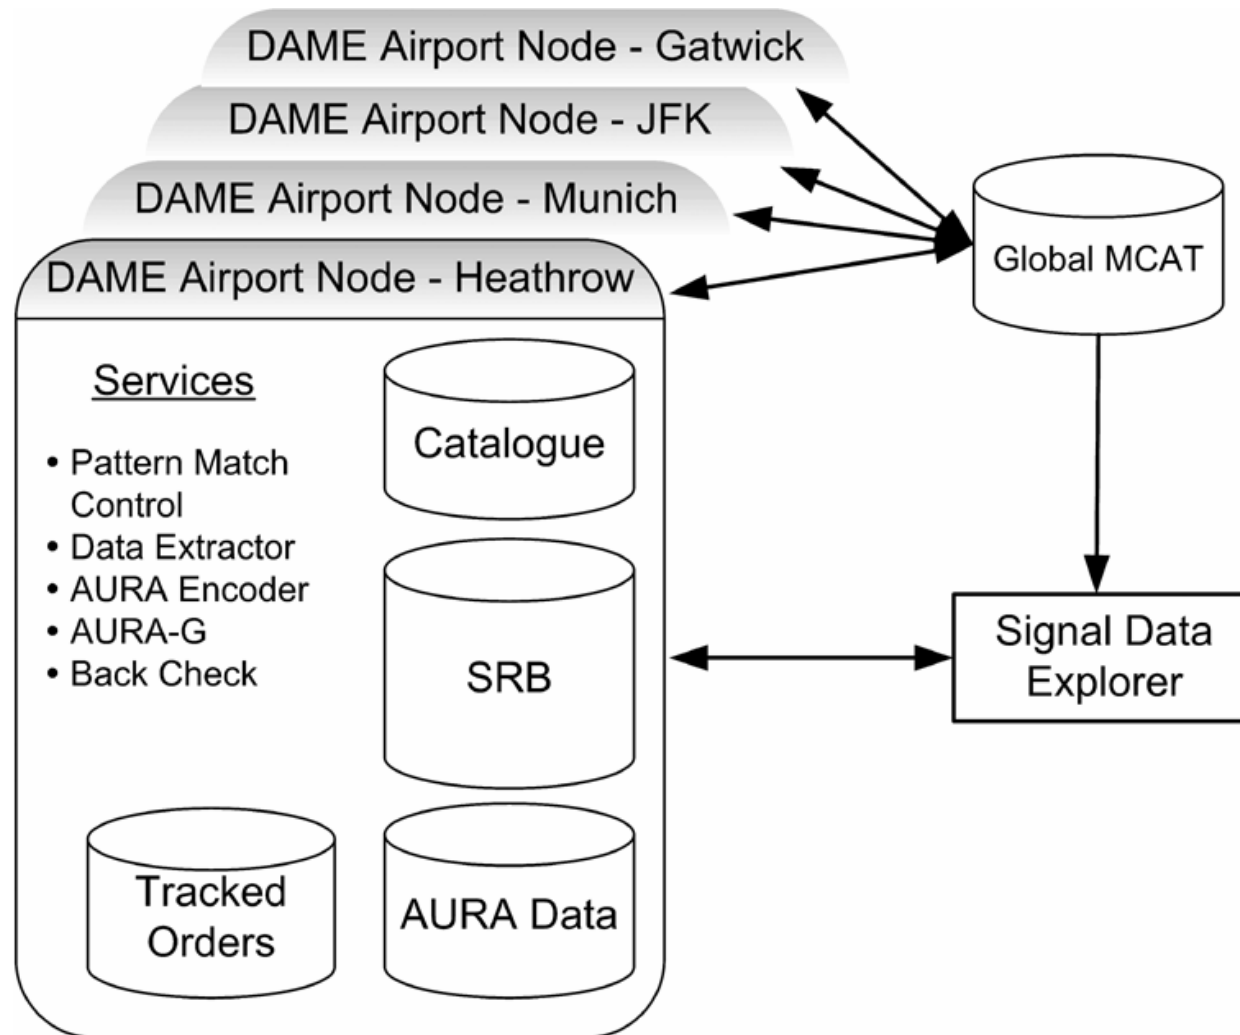 DAME Airport Node - Gatwick
DAME Airport Node - JFK
DAME Airport Node - Munich
DAME Airport Node - Heathrow
Global MCAT
Services
• Pattern Match
Control
• Data Extractor
• AURA Encoder
• AURA-G
• Back Check
Catalogue
SRB
Signal Data
Explorer
Tracked
Orders
AURA Data